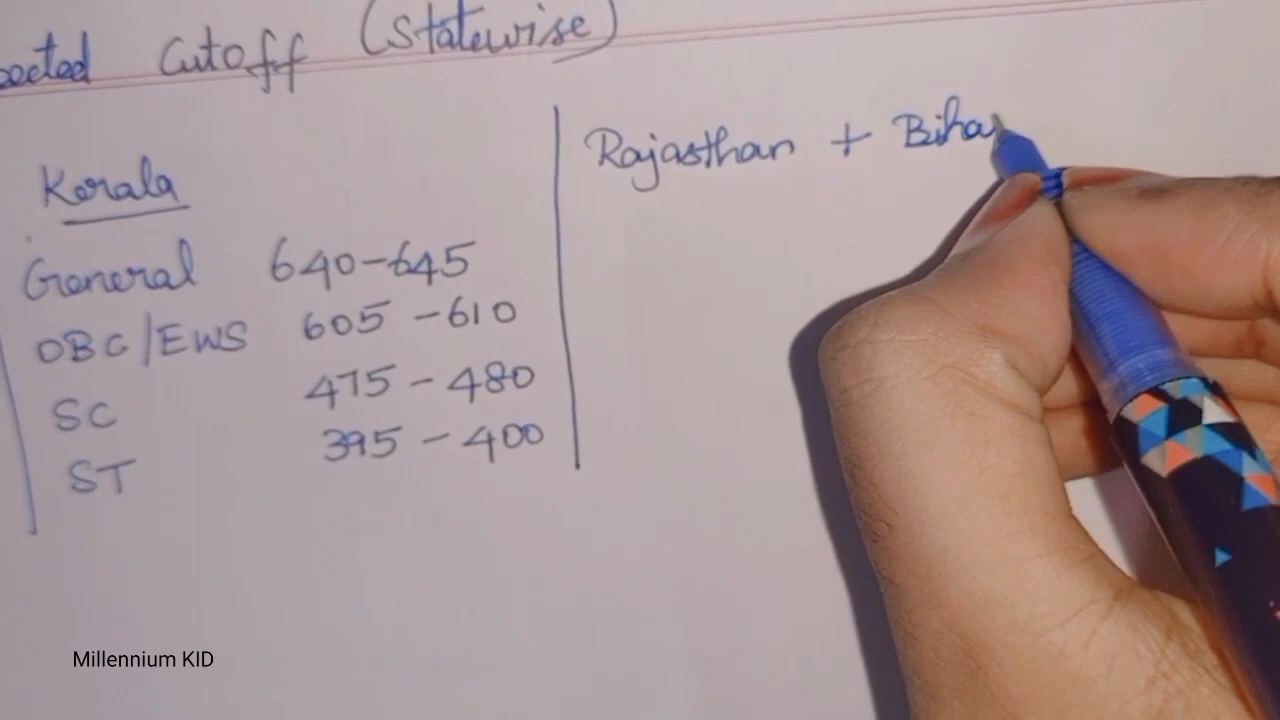 Cutoff (Statewise)
Kerala
General 640-645
OBC/EWS 605-610
SC 475-480
ST 395-400
Rajasthan + Biha
Millennium KID